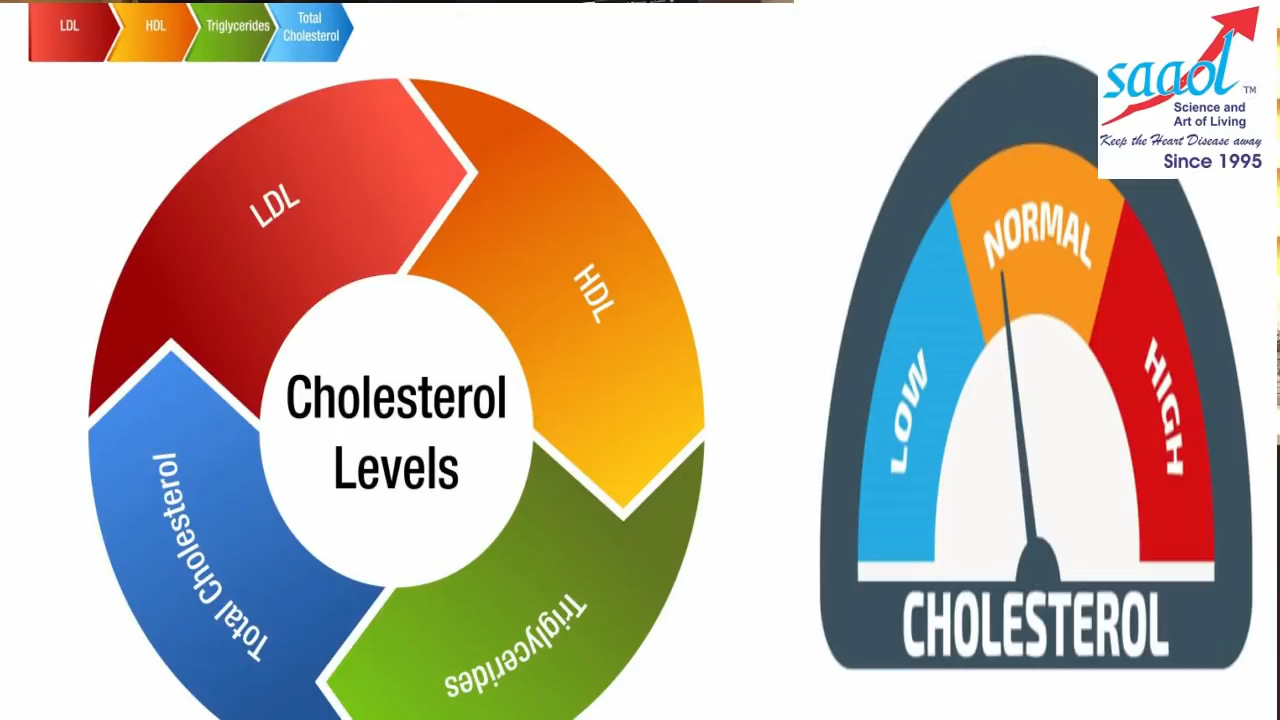 LDL
HDL
Triglycerides
Total
Cholesterol
saaol TM
Science and
Art of Living
Keep the Heart Disease away
Since 1995
LDL
HDL
Cholesterol
Levels
Total Cholesterol
Triglycerides
LOW
NORMAL
HIGH
CHOLESTEROL